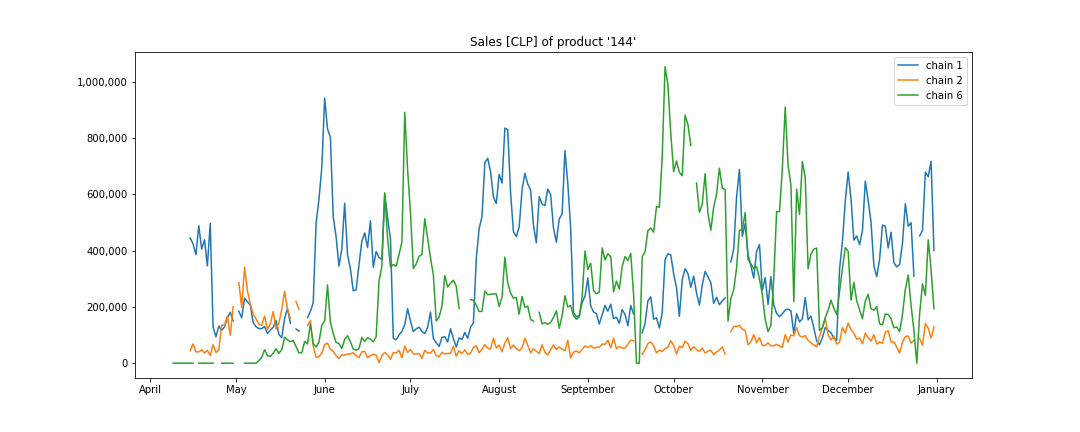 Sales [CLP] of product '144'
chain 1
chain 2
chain 6
1,000,000
800,000
600,000
400,000
200,000
0
April May June July August September October November December January